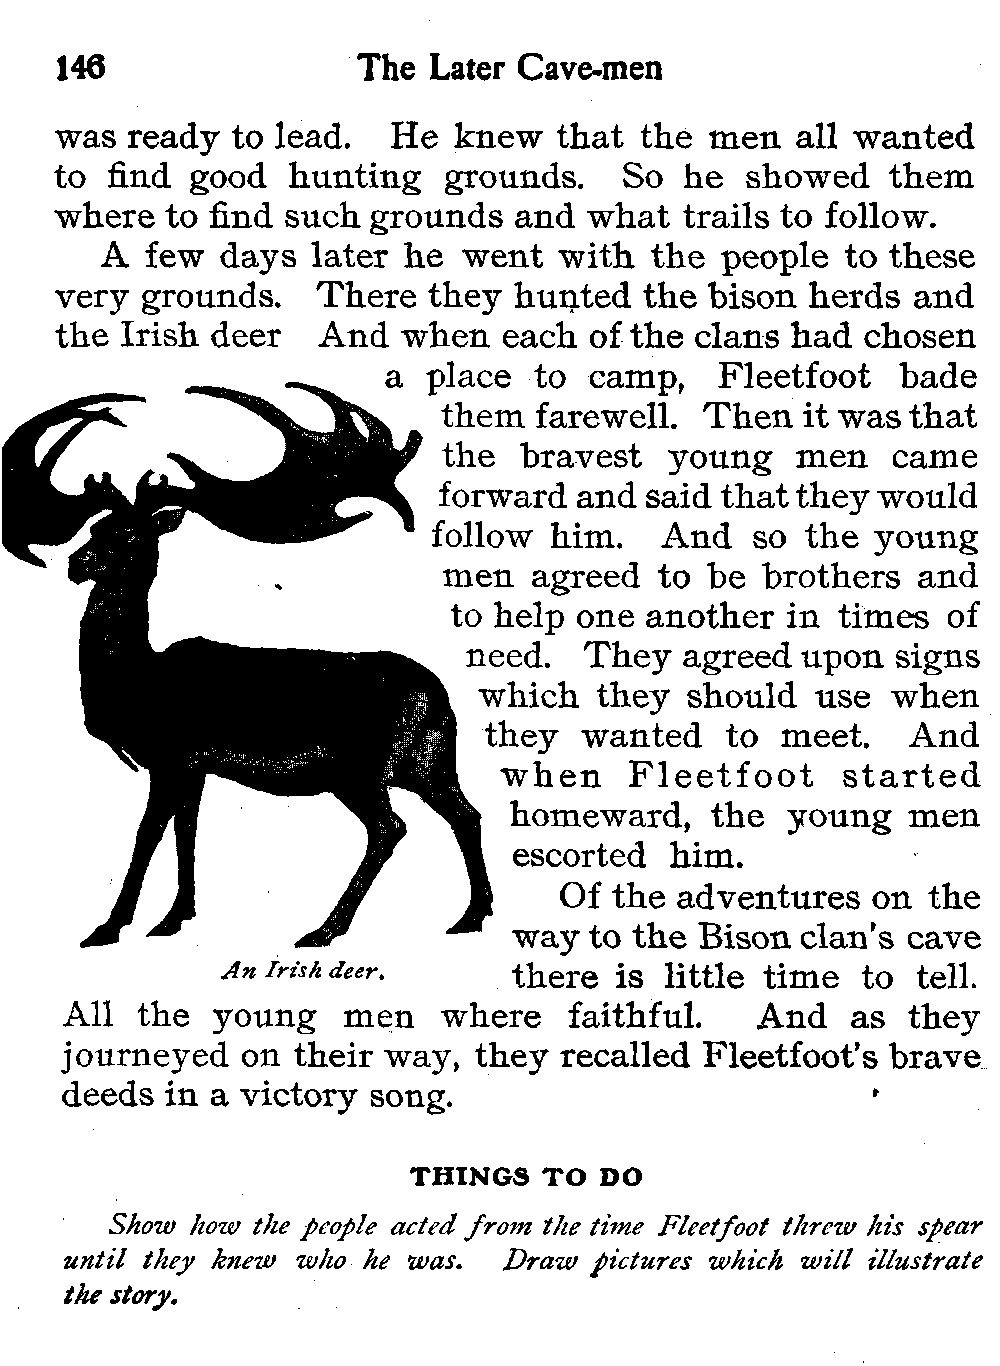 146 The Later Cave-men
was ready to lead. He knew that the men all wanted
to find good hunting grounds. So he showed them
where to find such grounds and what trails to follow.
A few days later he went with the people to these
very grounds. There they hunted the bison herds and
the Irish deer And when each of the clans had chosen
a place to camp, Fleetfoot bade
them farewell. Then it was that
the bravest young men came
forward and said that they would
follow him. And so the young
men agreed to be brothers and
to help one another in times of
need. They agreed upon signs
which they should use when
they wanted to meet. And
when Fleetfoot started
homeward, the young men
escorted him.
Of the adventures on the
way to the Bison clan's cave
there is little time to tell.
An Irish deer.
All the young men where faithful. And as they
journeyed on their way, they recalled Fleetfoot's brave
deeds in a victory song.
THINGS TO DO
Show how the people acted from the time Fleetfoot threw his spear
until they knew who he was. Draw pictures which will illustrate
the story.